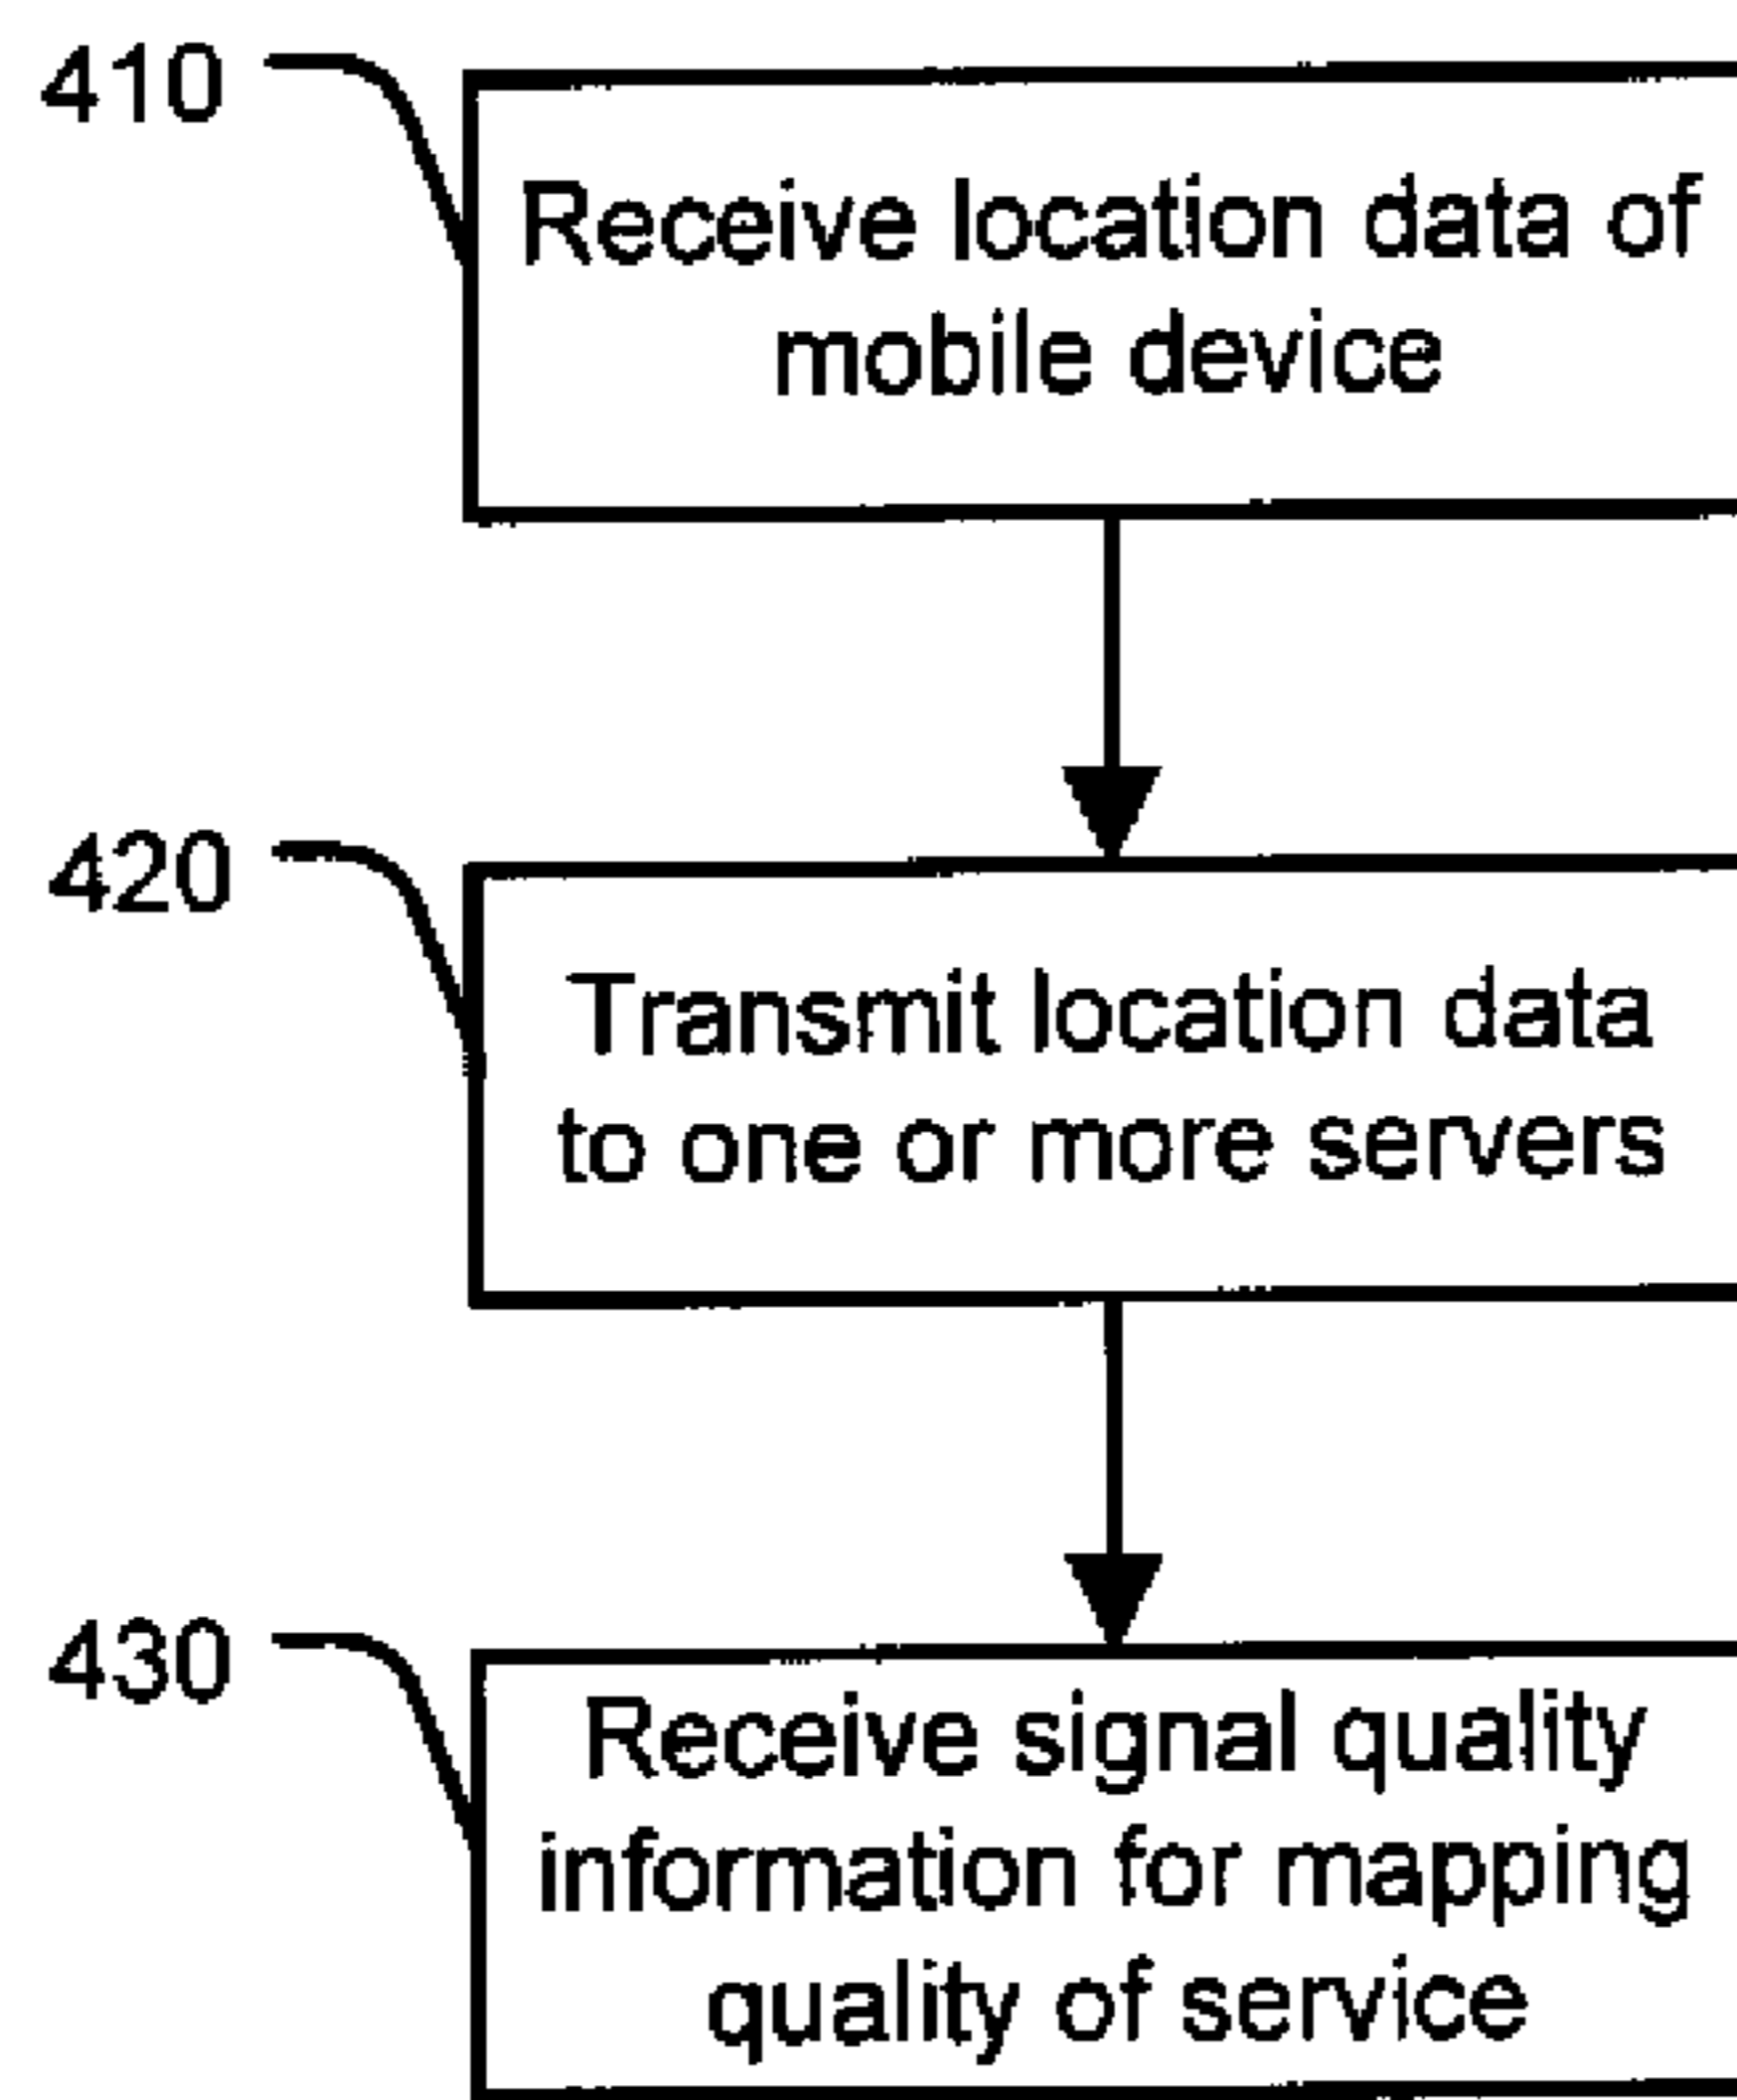 410
Receive location data of
mobile device
420
Transmit location data
to one or more servers
430
Receive signal quality
information for mapping
quality of service